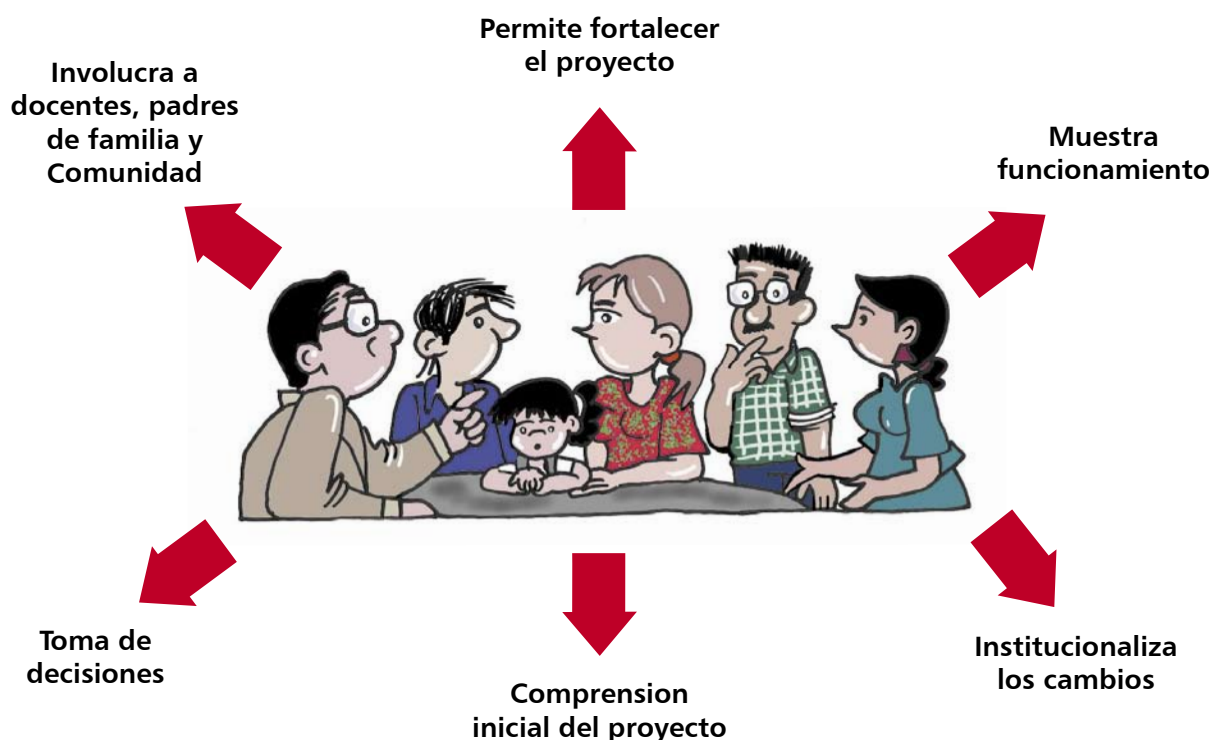 Permite fortalecer
el proyecto
Involucra a
docentes, padres
de familia y
Comunidad
Muestra
funcionamiento
Toma de
decisiones
Comprension
inicial del proyecto
Institucionaliza
los cambios